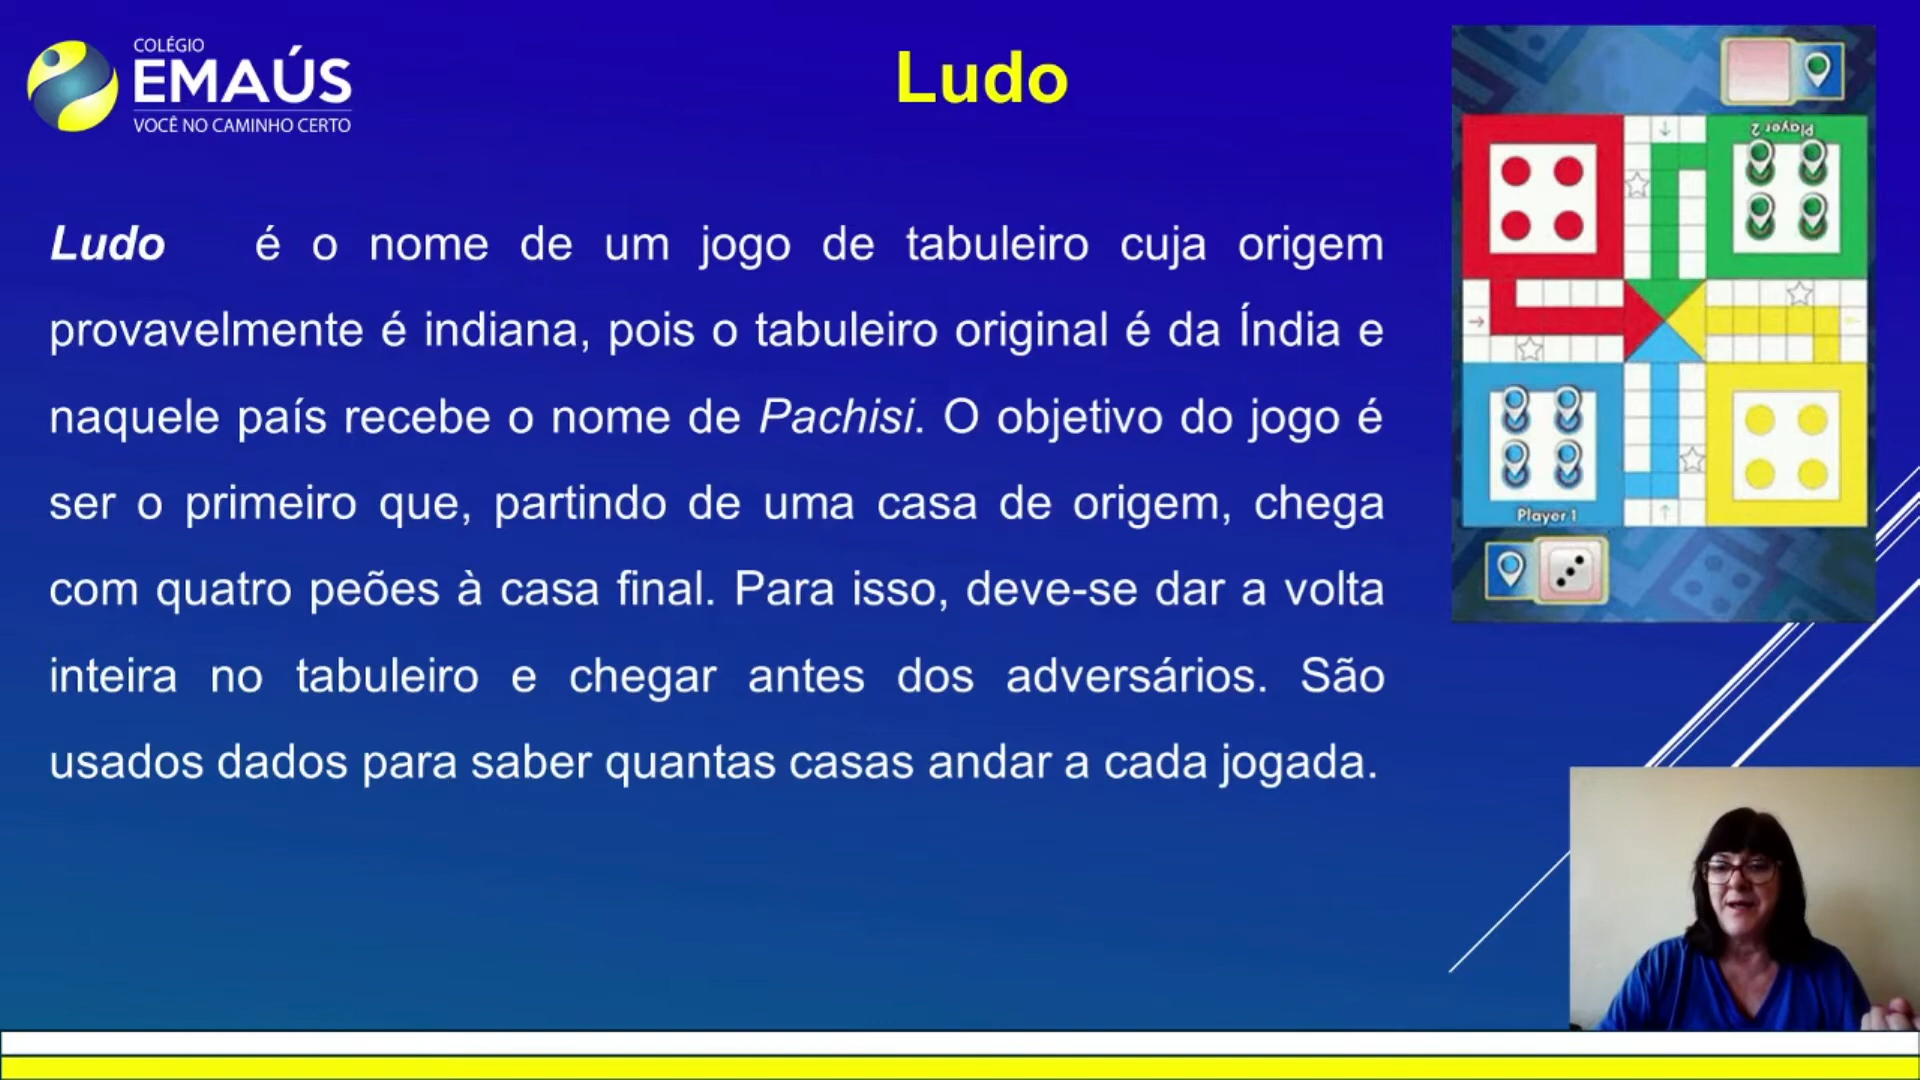 COLÉGIO
EMAÚS
VOCÊ NO CAMINHO CERTO
Ludo
Ludo é o nome de um jogo de tabuleiro cuja origem
provavelmente é indiana, pois o tabuleiro original é da Índia e
naquele país recebe o nome de Pachisi. O objetivo do jogo é
ser o primeiro que, partindo de uma casa de origem, chega
com quatro peões à casa final. Para isso, deve-se dar a volta
inteira no tabuleiro e chegar antes dos adversários. São
usados dados para saber quantas casas andar a cada jogada.
Player 2
Player 1